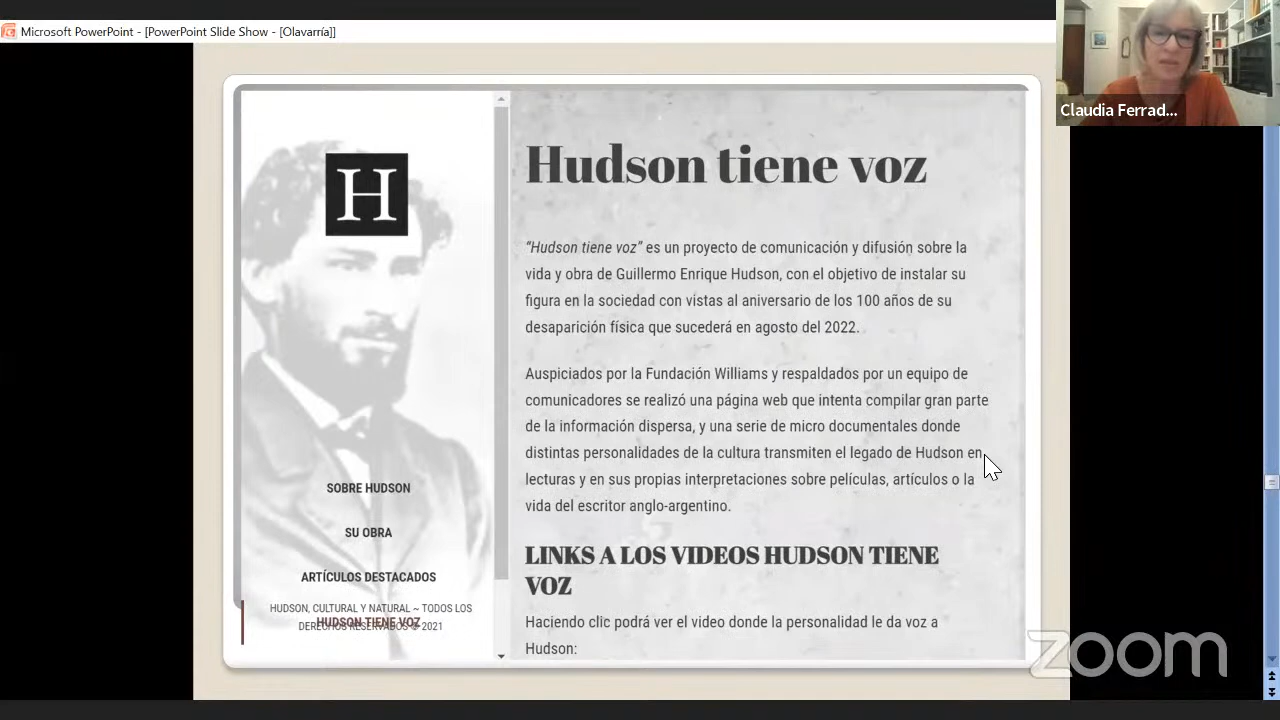 Microsoft PowerPoint - [PowerPoint Slide Show - [Olavarría]]
Claudia Ferrad...
H
SOBRE HUDSON
SU OBRA
ARTÍCULOS DESTACADOS
HUDSON, CULTURAL Y NATURAL ~ TODOS LOS
HUDSON TIENE VOZ
DERECHOS RESERVADOS © 2021
Hudson tiene voz
“Hudson tiene voz” es un proyecto de comunicación y difusión sobre la
vida y obra de Guillermo Enrique Hudson, con el objetivo de instalar su
figura en la sociedad con vistas al aniversario de los 100 años de su
desaparición física que sucederá en agosto del 2022.
Auspiciados por la Fundación Williams y respaldados por un equipo de
comunicadores se realizó una página web que intenta compilar gran parte
de la información dispersa, y una serie de micro documentales donde
distintas personalidades de la cultura transmiten el legado de Hudson en
lecturas y en sus propias interpretaciones sobre películas, artículos o la
vida del escritor anglo-argentino.
LINKS A LOS VIDEOS HUDSON TIENE
VOZ
Haciendo clic podrá ver el video donde la personalidad le da voz a
Hudson:
zoom